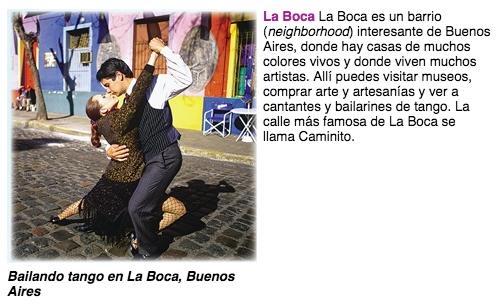 La Boca La Boca es un barrio
(neighborhood) interesante de Buenos
Aires, donde hay casas de muchos
colores vivos y donde viven muchos
artistas. Allí puedes visitar museos,
comprar arte y artesanías y ver a
cantantes y bailarines de tango. La
calle más famosa de La Boca se
llama Caminito.
Bailando tango en La Boca, Buenos
Aires